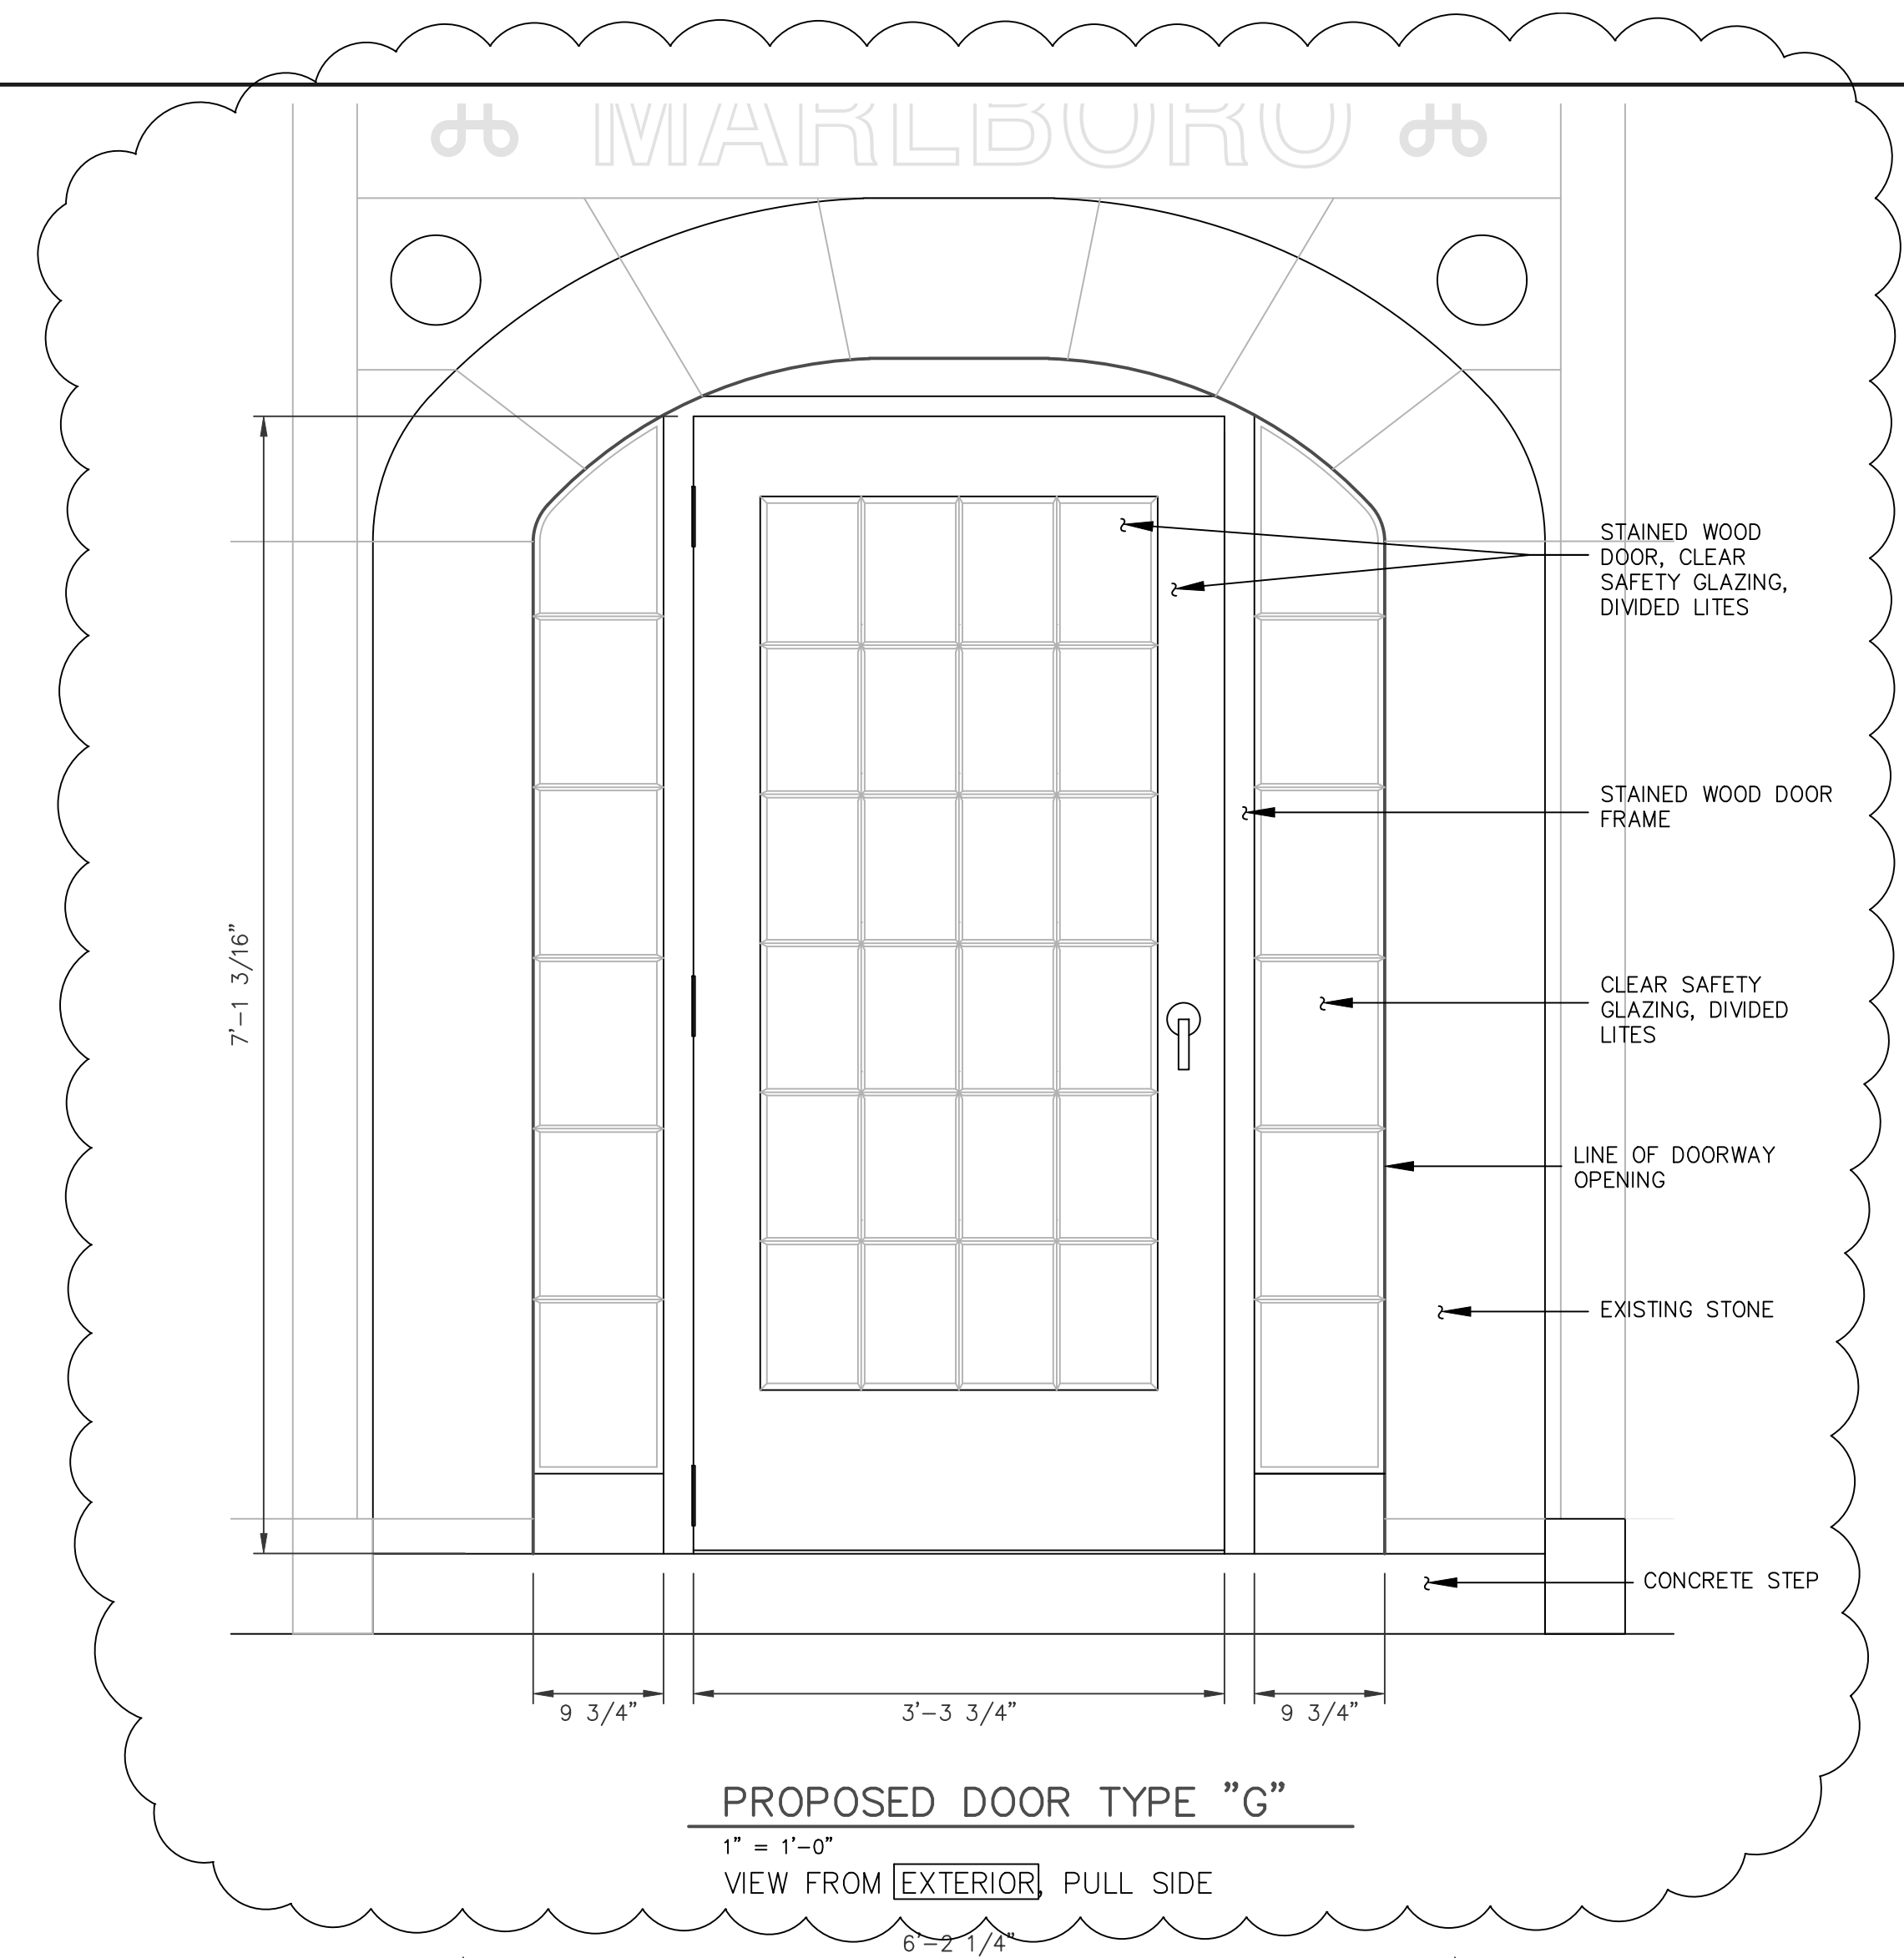 ⌘ MARLBORO ⌘
STAINED WOOD
DOOR, CLEAR
SAFETY GLAZING,
DIVIDED LITES
STAINED WOOD DOOR
FRAME
7'-1 3/16"
CLEAR SAFETY
GLAZING, DIVIDED
LITES
LINE OF DOORWAY
OPENING
EXISTING STONE
CONCRETE STEP
9 3/4" 3'-3 3/4" 9 3/4"
PROPOSED DOOR TYPE "G"
1" = 1'-0"
VIEW FROM EXTERIOR, PULL SIDE
6'-2 1/4"